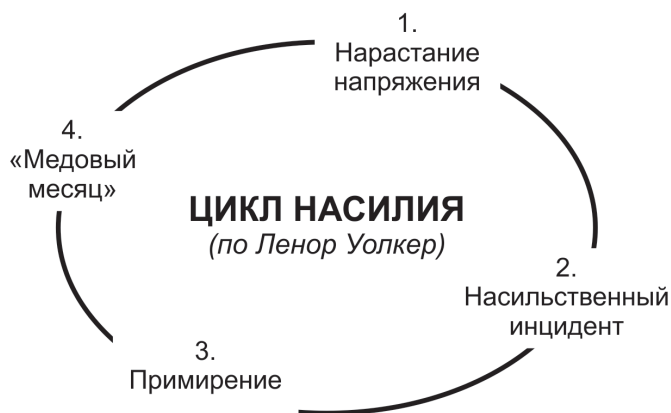 1.
Нарастание
напряжения
4.
«Медовый
месяц»
ЦИКЛ НАСИЛИЯ
(по Ленор Уолкер)
2.
Насильственный
инцидент
3.
Примирение